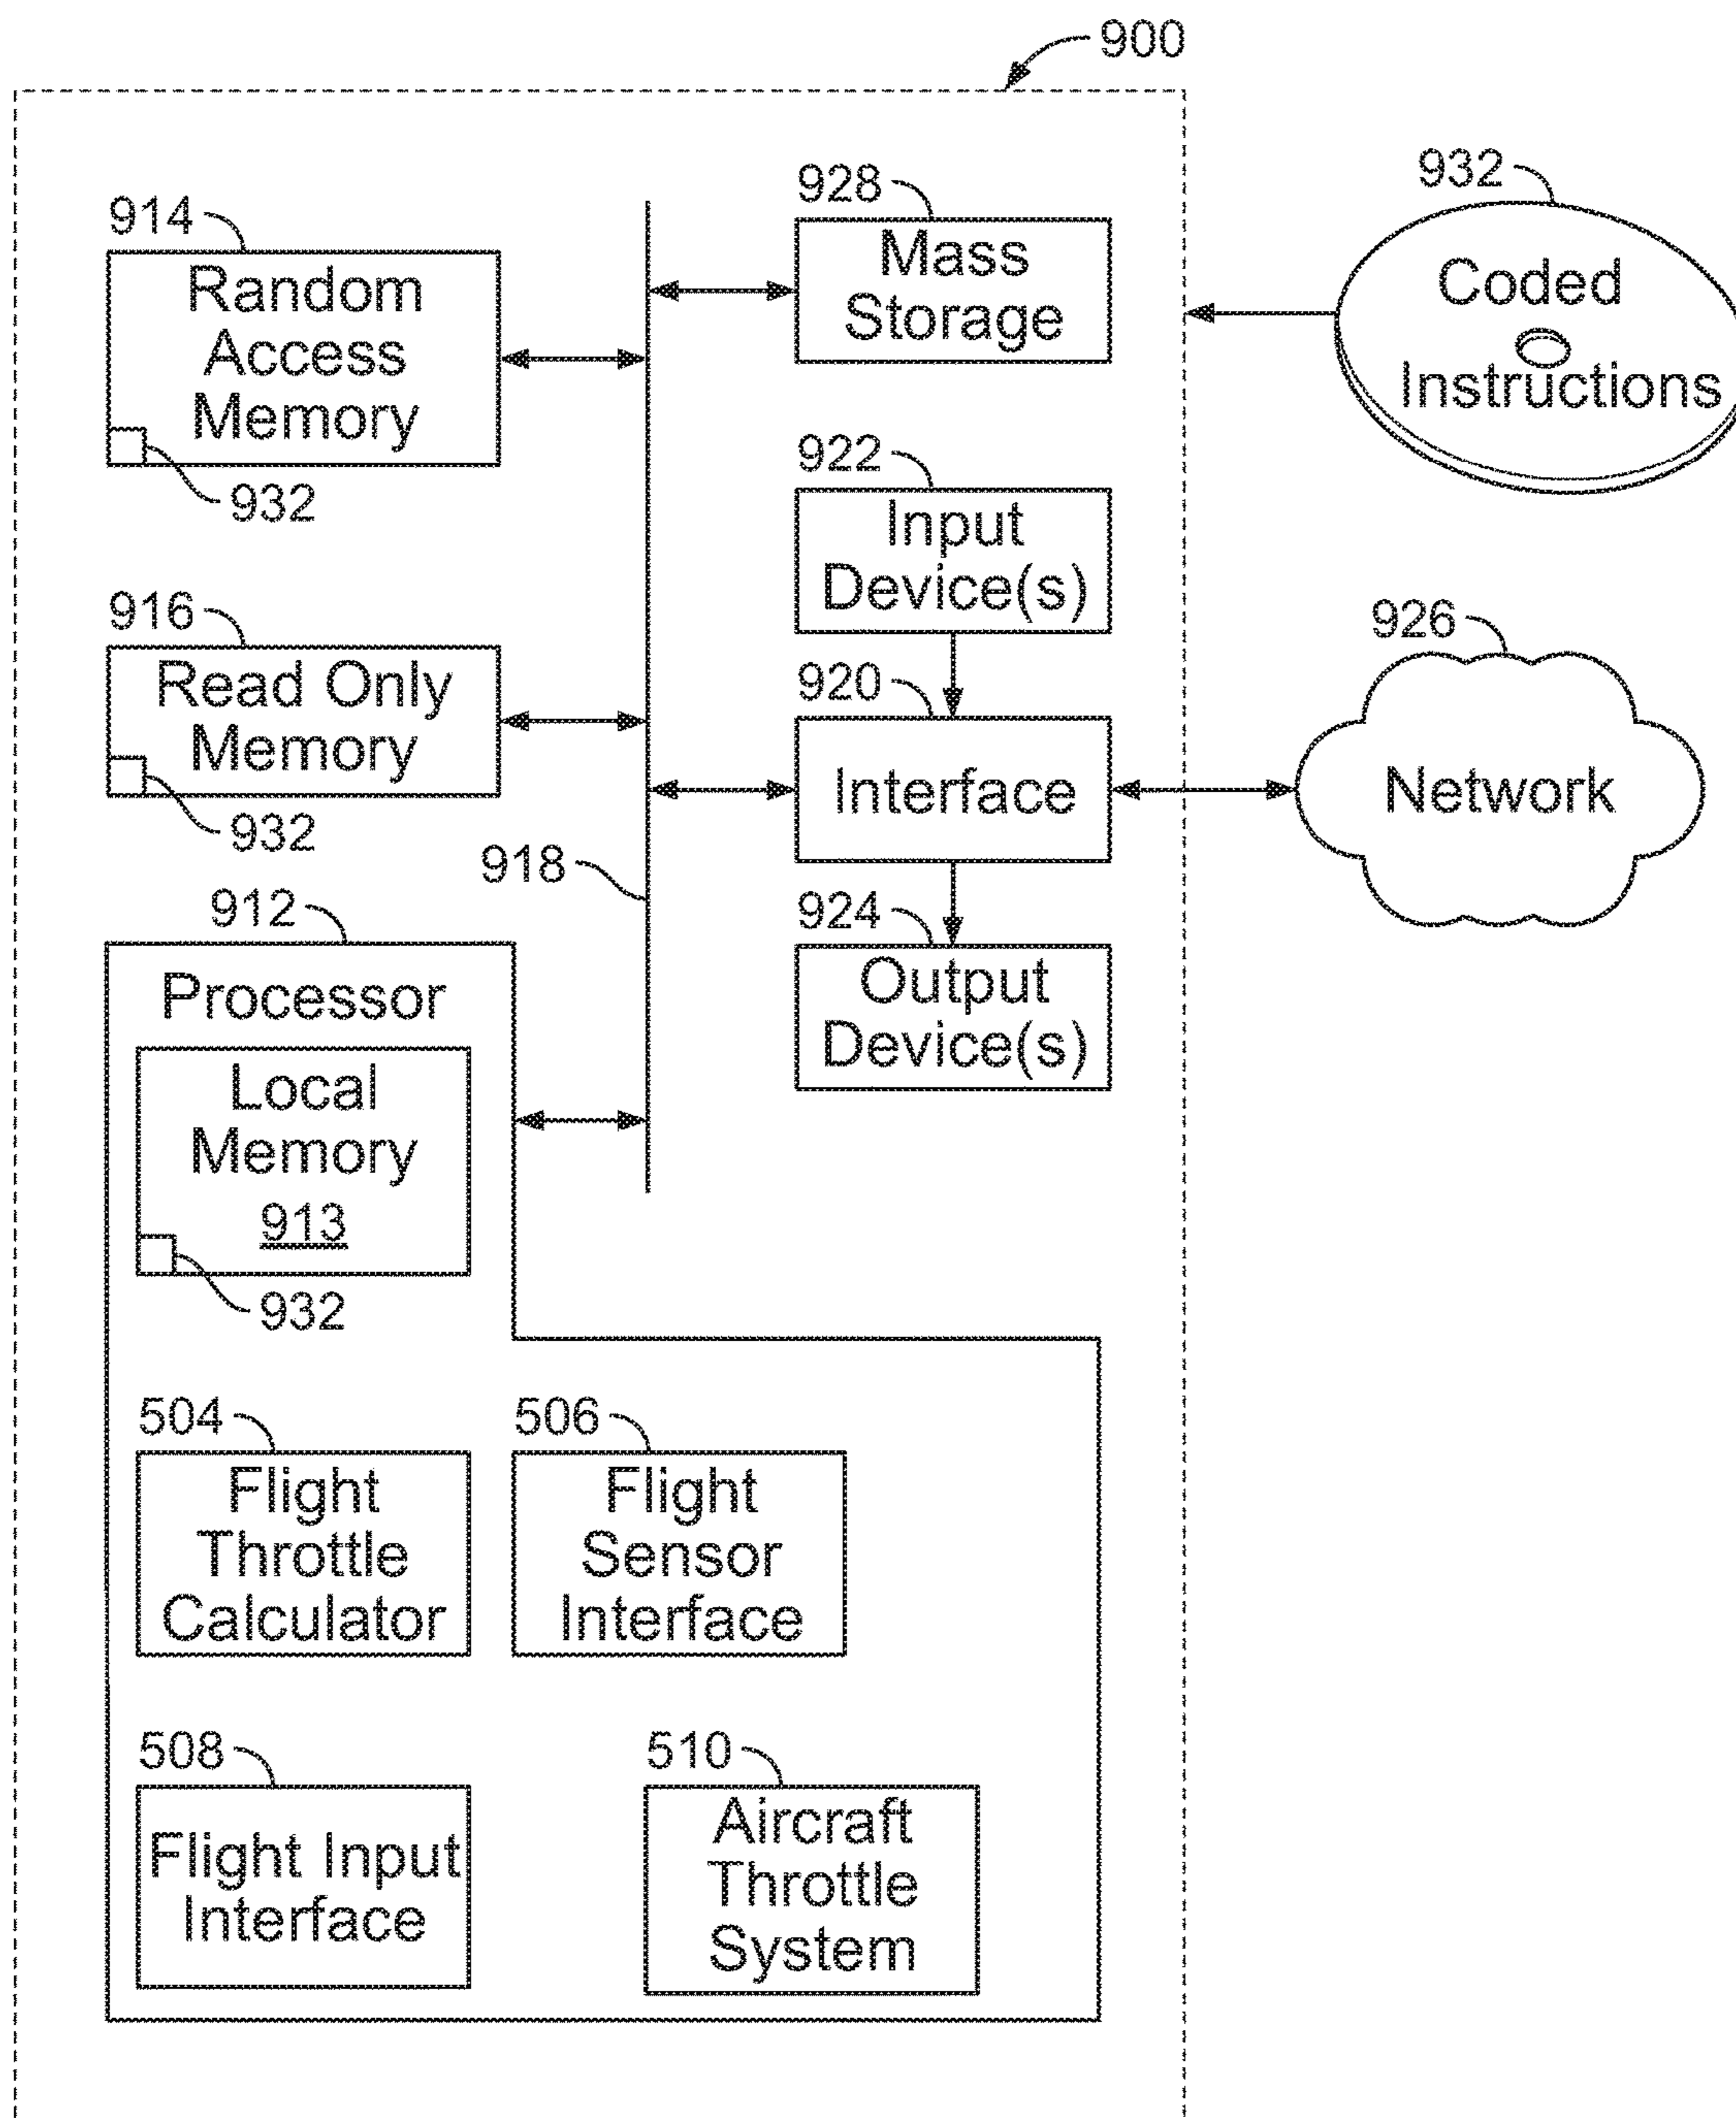 900
914
Random
Access
Memory
932
928
Mass
Storage
932
Coded
Instructions
922
Input
Device(s)
916
Read Only
Memory
932
920
Interface
926
Network
918
924
Output
Device(s)
912
Processor
Local
Memory
913
932
504
Flight
Throttle
Calculator
506
Flight
Sensor
Interface
508
Flight Input
Interface
510
Aircraft
Throttle
System